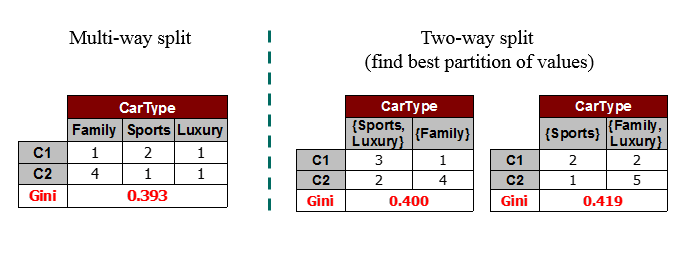 Multi-way split
Two-way split
(find best partition of values)
CarType
Family Sports Luxury
C1 1 2 1
C2 4 1 1
Gini 0.393
CarType
{Sports, Luxury} {Family}
C1 3 1
C2 2 4
Gini 0.400
CarType
{Sports} {Family, Luxury}
C1 2 2
C2 1 5
Gini 0.419